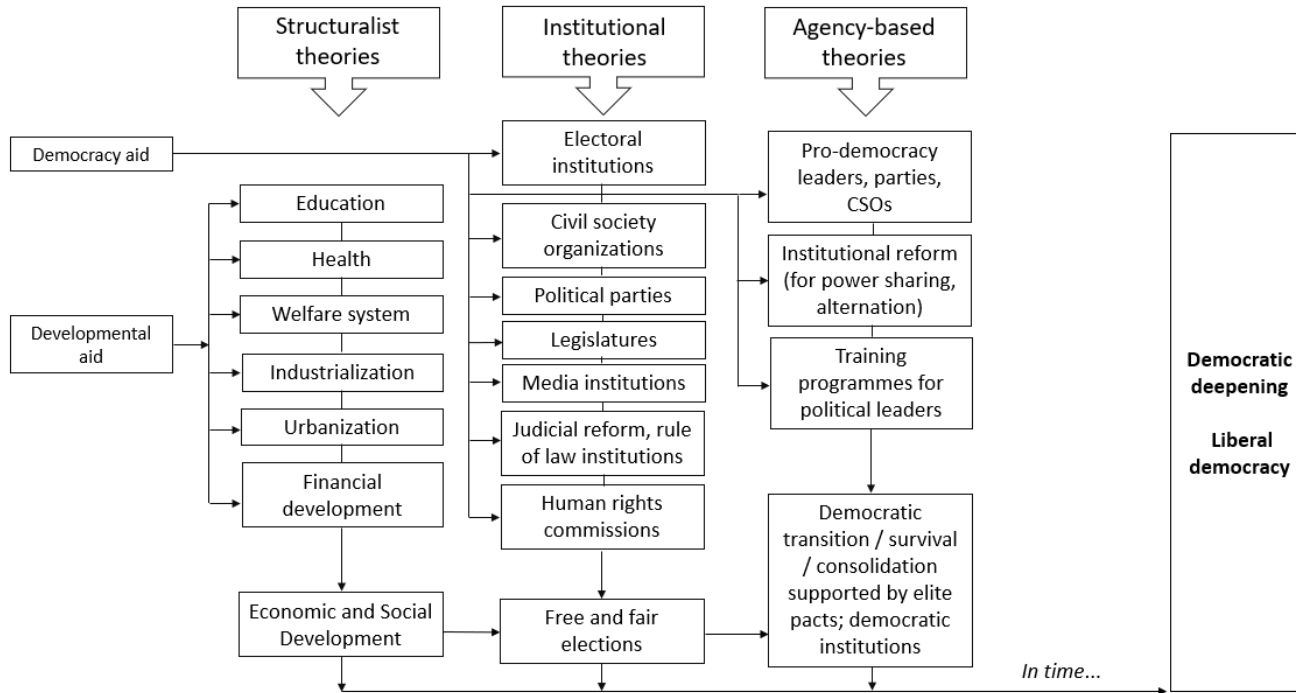 Structuralist
theories
Institutional
theories
Agency-based
theories
Democracy aid
Developmental
aid
Education
Health
Welfare system
Industrialization
Urbanization
Financial
development
Economic and Social
Development
Electoral
institutions
Civil society
organizations
Political parties
Legislatures
Media institutions
Judicial reform, rule
of law institutions
Human rights
commissions
Free and fair
elections
Pro-democracy
leaders, parties,
CSOs
Institutional reform
(for power sharing,
alternation)
Training
programmes for
political leaders
Democratic
transition / survival
/ consolidation
supported by elite
pacts; democratic
institutions
In time...
Democratic
deepening
Liberal
democracy